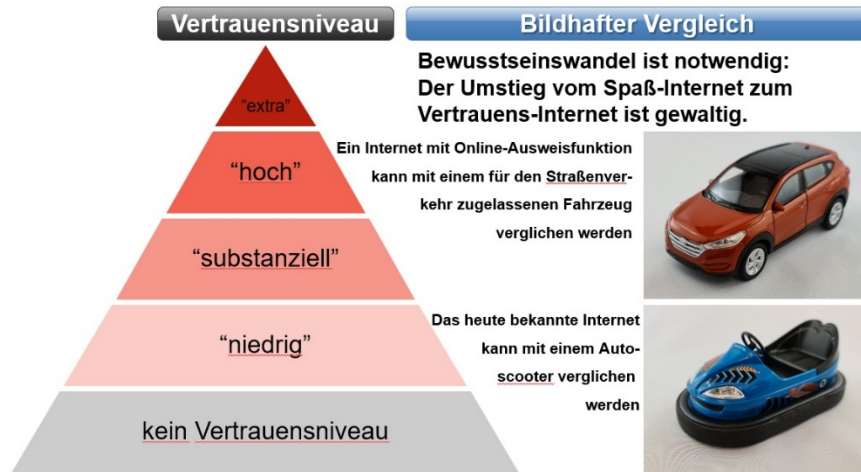 Vertrauensniveau
Bildhafter Vergleich
Bewusstseinswandel ist notwendig:
Der Umstieg vom Spaß-Internet zum
Vertrauens-Internet ist gewaltig.
“extra”
Ein Internet mit Online-Ausweisfunktion
kann mit einem für den Straßenver-
kehr zugelassenen Fahrzeug
verglichen werden
“hoch”
“substanziell”
“niedrig”
Das heute bekannte Internet
kann mit einem Auto-
scooter verglichen
werden
kein Vertrauensniveau